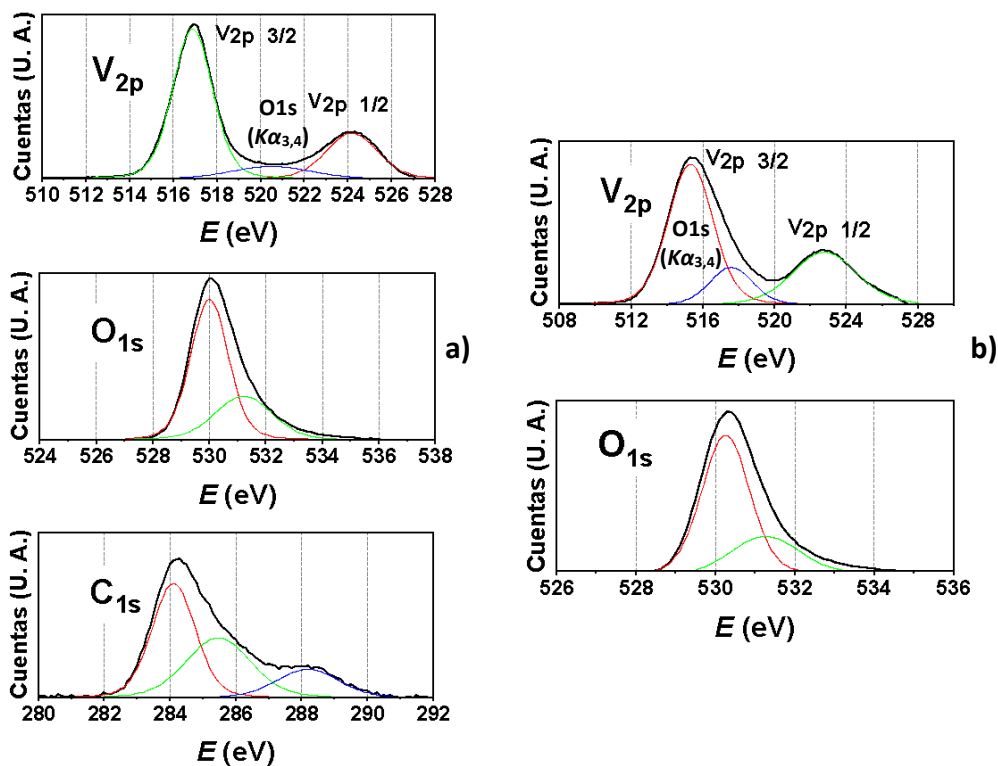 Cuentas (U. A.)
V2p
V2p 3/2
O1s
(Kα3,4)
V2p 1/2
510 512 514 516 518 520 522 524 526 528
E (eV)
Cuentas (U. A.)
O1s
524 526 528 530 532 534 536 538
E (eV)
Cuentas (U. A.)
C1s
280 282 284 286 288 290 292
E (eV)
a)
Cuentas (U. A.)
V2p
V2p 3/2
O1s
(Kα3,4)
V2p 1/2
508 512 516 520 524 528
E (eV)
Cuentas (U. A.)
O1s
526 528 530 532 534 536
E (eV)
b)